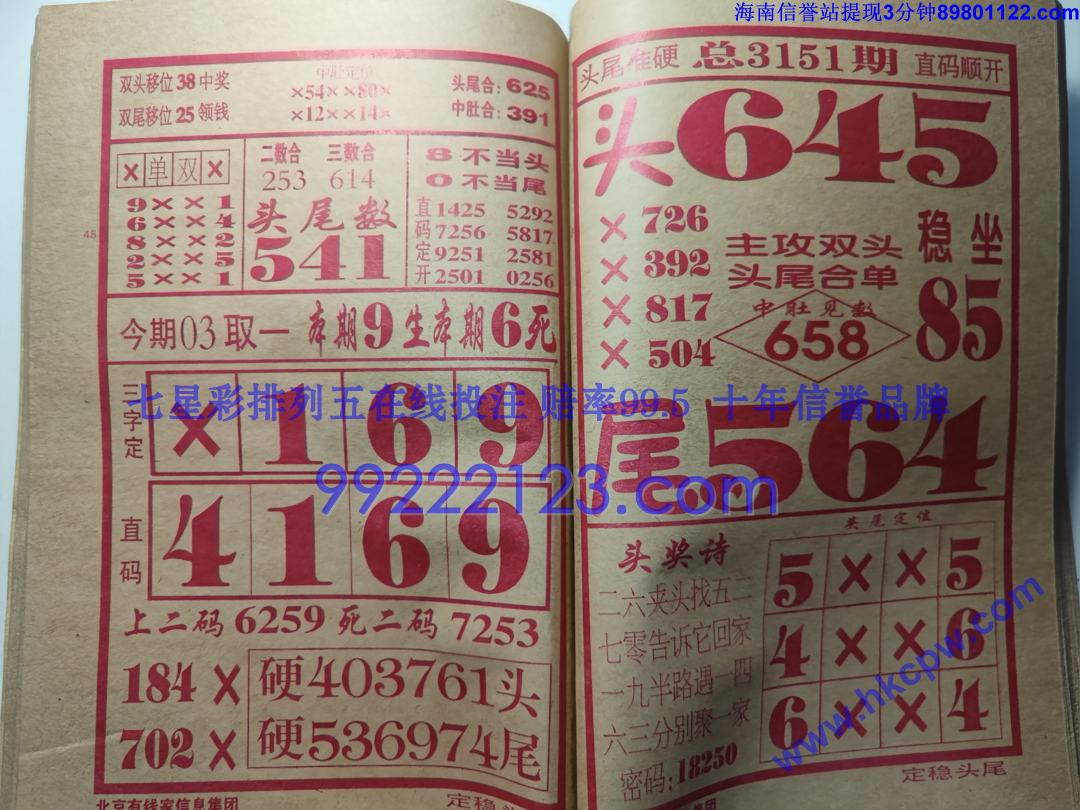 海南信誉站提现3分钟89801122.com
双头移位38中奖
双尾移位25领钱
中肚定位
×54××80×
×12××14×
头尾合:625
中肚合:391
×单双×
9××1
6××4
8××2
2××5
5××1
二数合 三数合
253 614
头尾数
541
8不当头
0不当尾
直码定开
1425 5292
7256 5817
9251 2581
2501 0256
48
今期03取一 本期9生本期6死
三字定
×169
直码
4169
上二码6259死二码7253
184×
702×
硬403761头
硬536974尾
北京有线家信息集团
定稳头尾
头尾准硬 总3151期 直码顺开
头645
×726
×392
×817
×504
主攻双头
头尾合单
中肚见数
658
稳坐
85
尾564
七星彩排列五在线投注 赔率99.5 十年信誉品牌
99222123.com
头奖诗
二六夹头找五二
七零告诉它回家
一九半路遇一四
六三分别聚一家
密码:18250
头尾定位
5××5
4××6
6××4
www.hkcpw.com
集团
定稳头尾